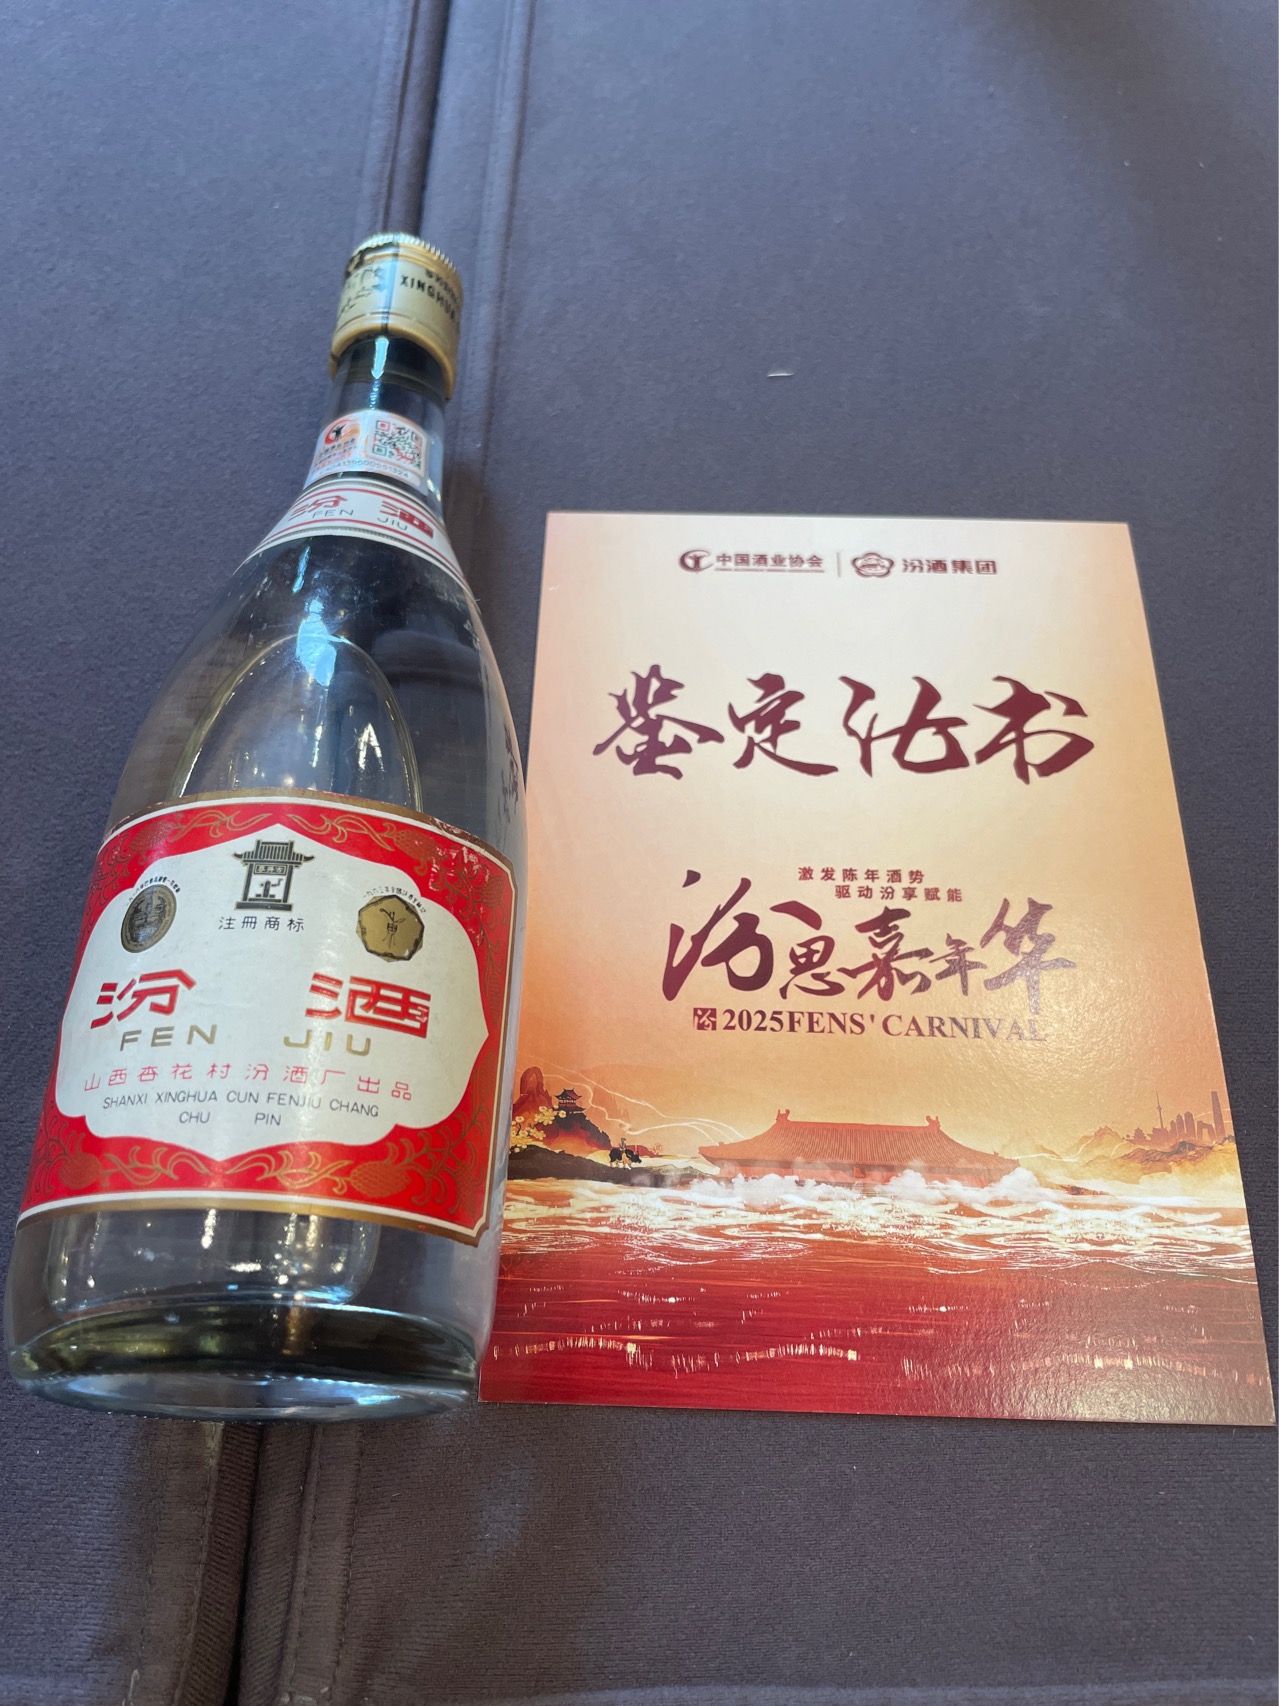 XINGHUA
汾酒
FEN JIU
注册商标
汾酒
FEN JIU
山西杏花村汾酒厂出品
SHANXI XINGHUA CUN FENJIU CHANG
CHU PIN
中国酒业协会 汾酒集团
鉴定证书
激发陈年酒势
驱动汾享赋能
汾思嘉年华
汾 2025FENS' CARNIVAL